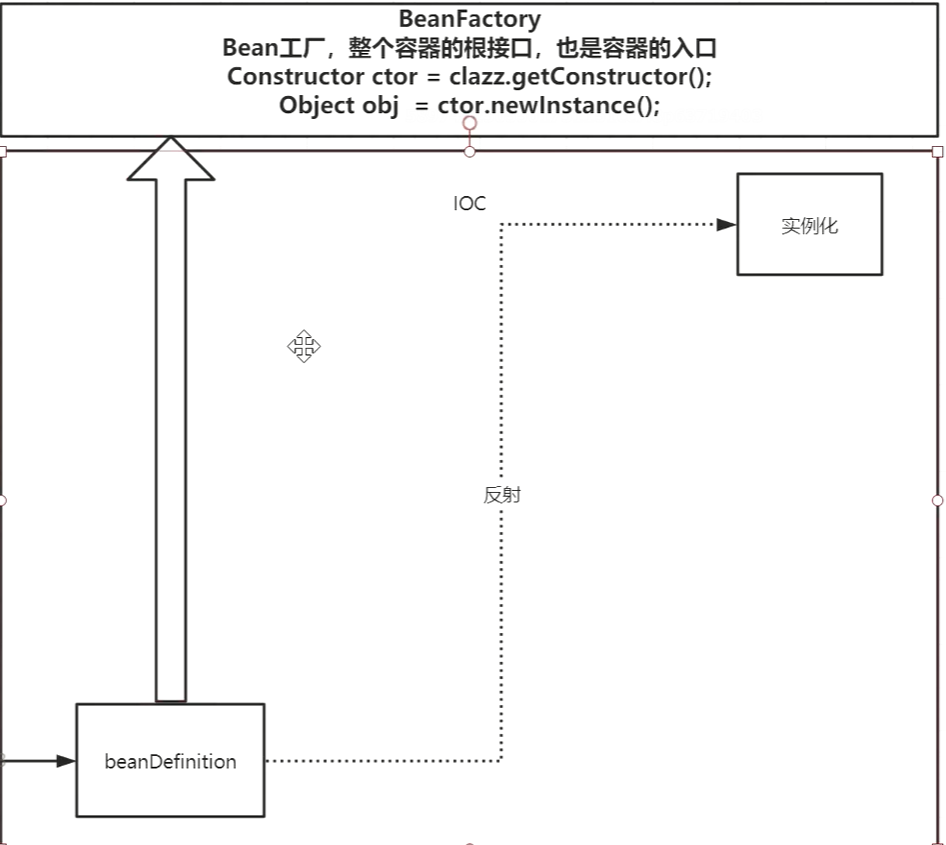 BeanFactory
Bean工厂，整个容器的根接口，也是容器的入口
Constructor ctor = clazz.getConstructor();
Object obj  = ctor.newInstance();
IOC
实例化
反射
beanDefinition